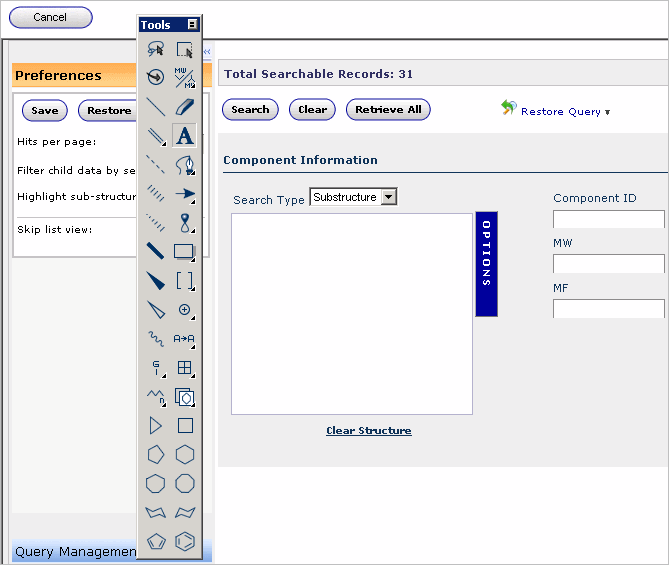 Cancel
Tools
Preferences
Save
Restore
Hits per page:
Filter child data by se
Highlight sub-structur
Skip list view:
MW
A
A A
G
n
Query Managemen
Total Searchable Records: 31
Search
Clear
Retrieve All
Restore Query
Component Information
Search Type
Substructure
OPTIONS
Clear Structure
Component ID
MW
MF